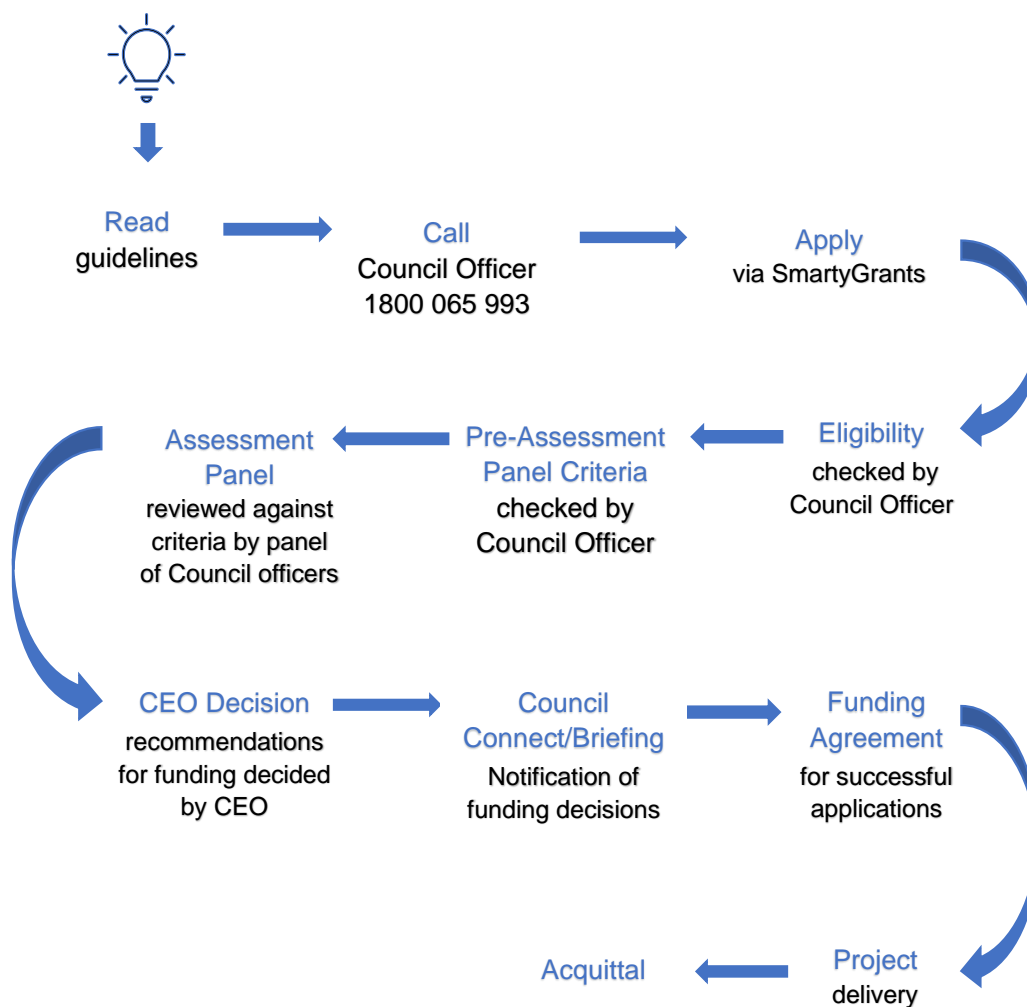 Read
guidelines
Call
Council Officer
1800 065 993
Apply
via SmartyGrants
Eligibility
checked by
Council Officer
Pre-Assessment
Panel Criteria
checked by
Council Officer
Assessment
Panel
reviewed against
criteria by panel
of Council officers
CEO Decision
recommendations
for funding decided
by CEO
Council
Connect/Briefing
Notification of
funding decisions
Funding
Agreement
for successful
applications
Project
delivery
Acquittal